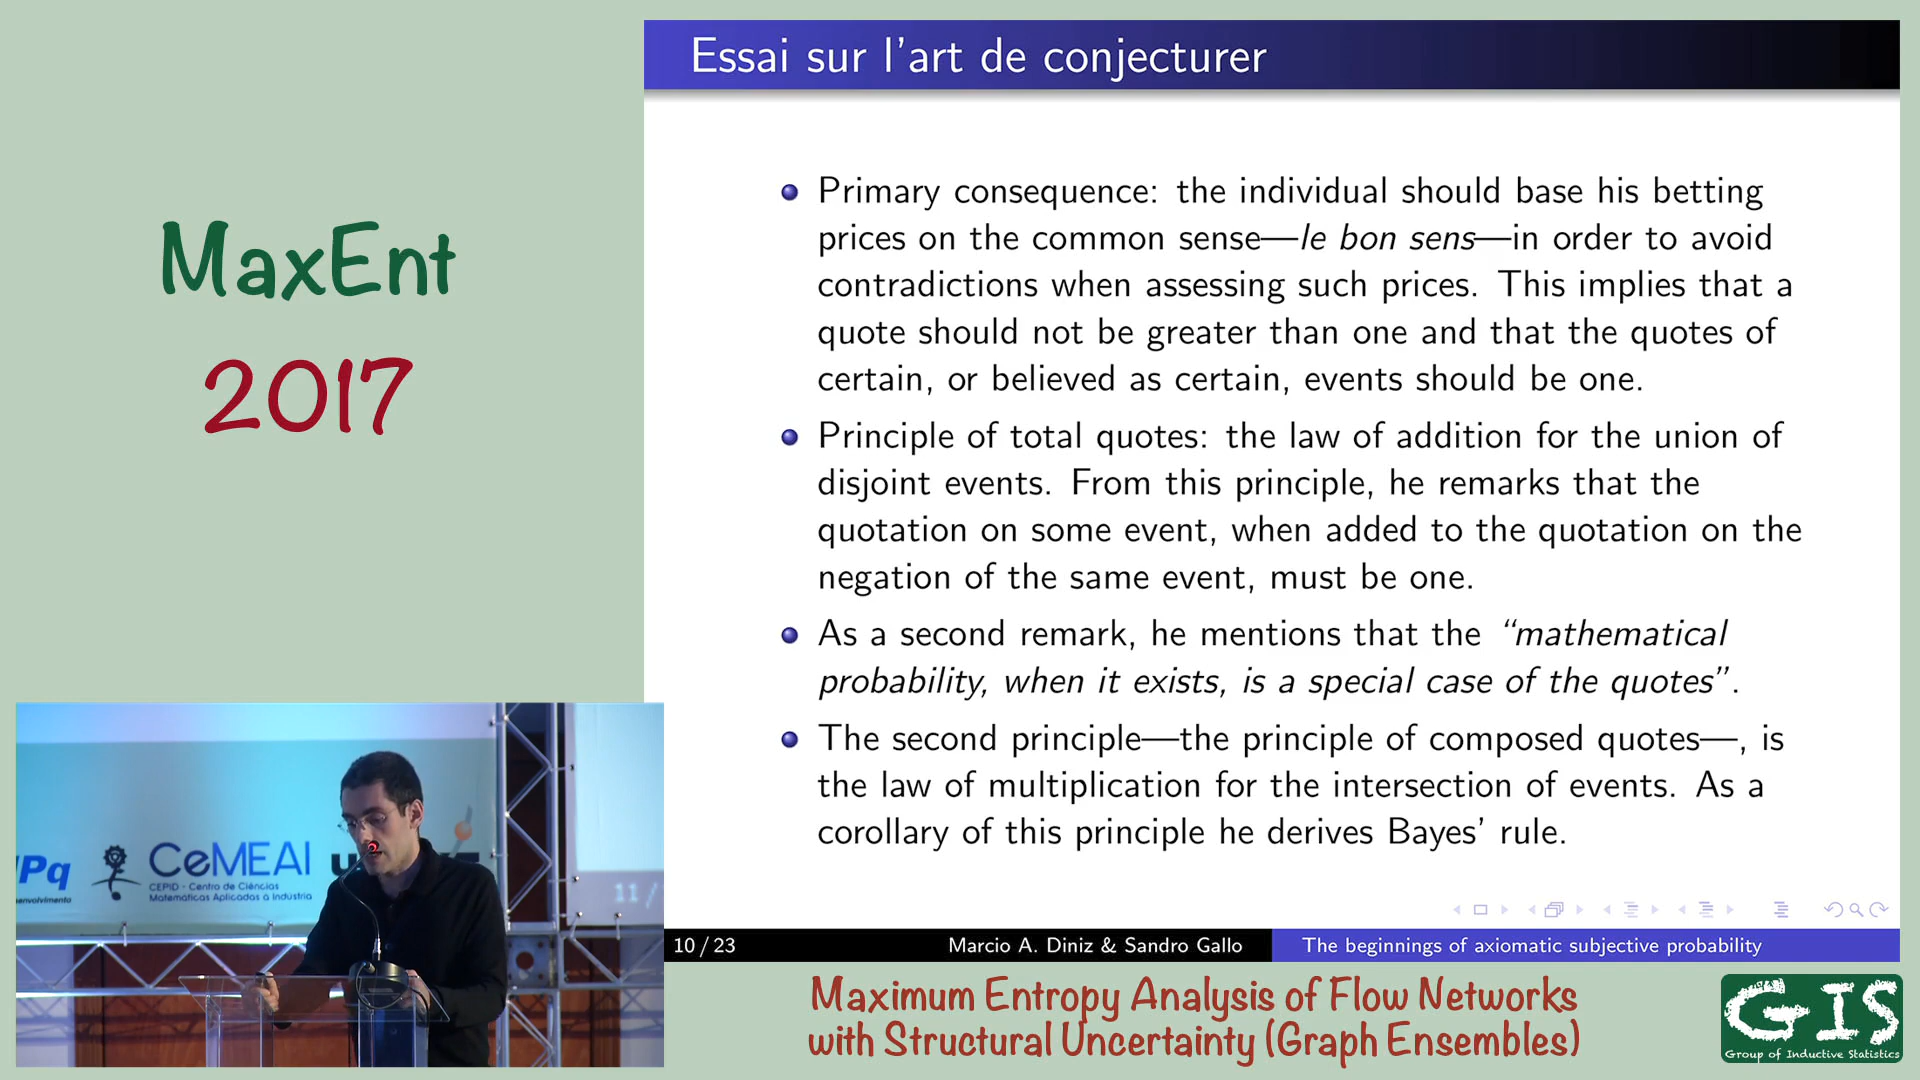 MaxEnt
2017
Essai sur l'art de conjecturer
Primary consequence: the individual should base his betting
prices on the common sense—le bon sens—in order to avoid
contradictions when assessing such prices. This implies that a
quote should not be greater than one and that the quotes of
certain, or believed as certain, events should be one.
Principle of total quotes: the law of addition for the union of
disjoint events. From this principle, he remarks that the
quotation on some event, when added to the quotation on the
negation of the same event, must be one.
As a second remark, he mentions that the “mathematical
probability, when it exists, is a special case of the quotes”.
The second principle—the principle of composed quotes—, is
the law of multiplication for the intersection of events. As a
corollary of this principle he derives Bayes' rule.
10 / 23
Marcio A. Diniz & Sandro Gallo
The beginnings of axiomatic subjective probability
Maximum Entropy Analysis of Flow Networks
with Structural Uncertainty (Graph Ensembles)
GIS
Group of Inductive Statistics
Pq
CeMEAI
CEPID - Centro de Ciências
Matemáticas Aplicadas à Indústria
11 /